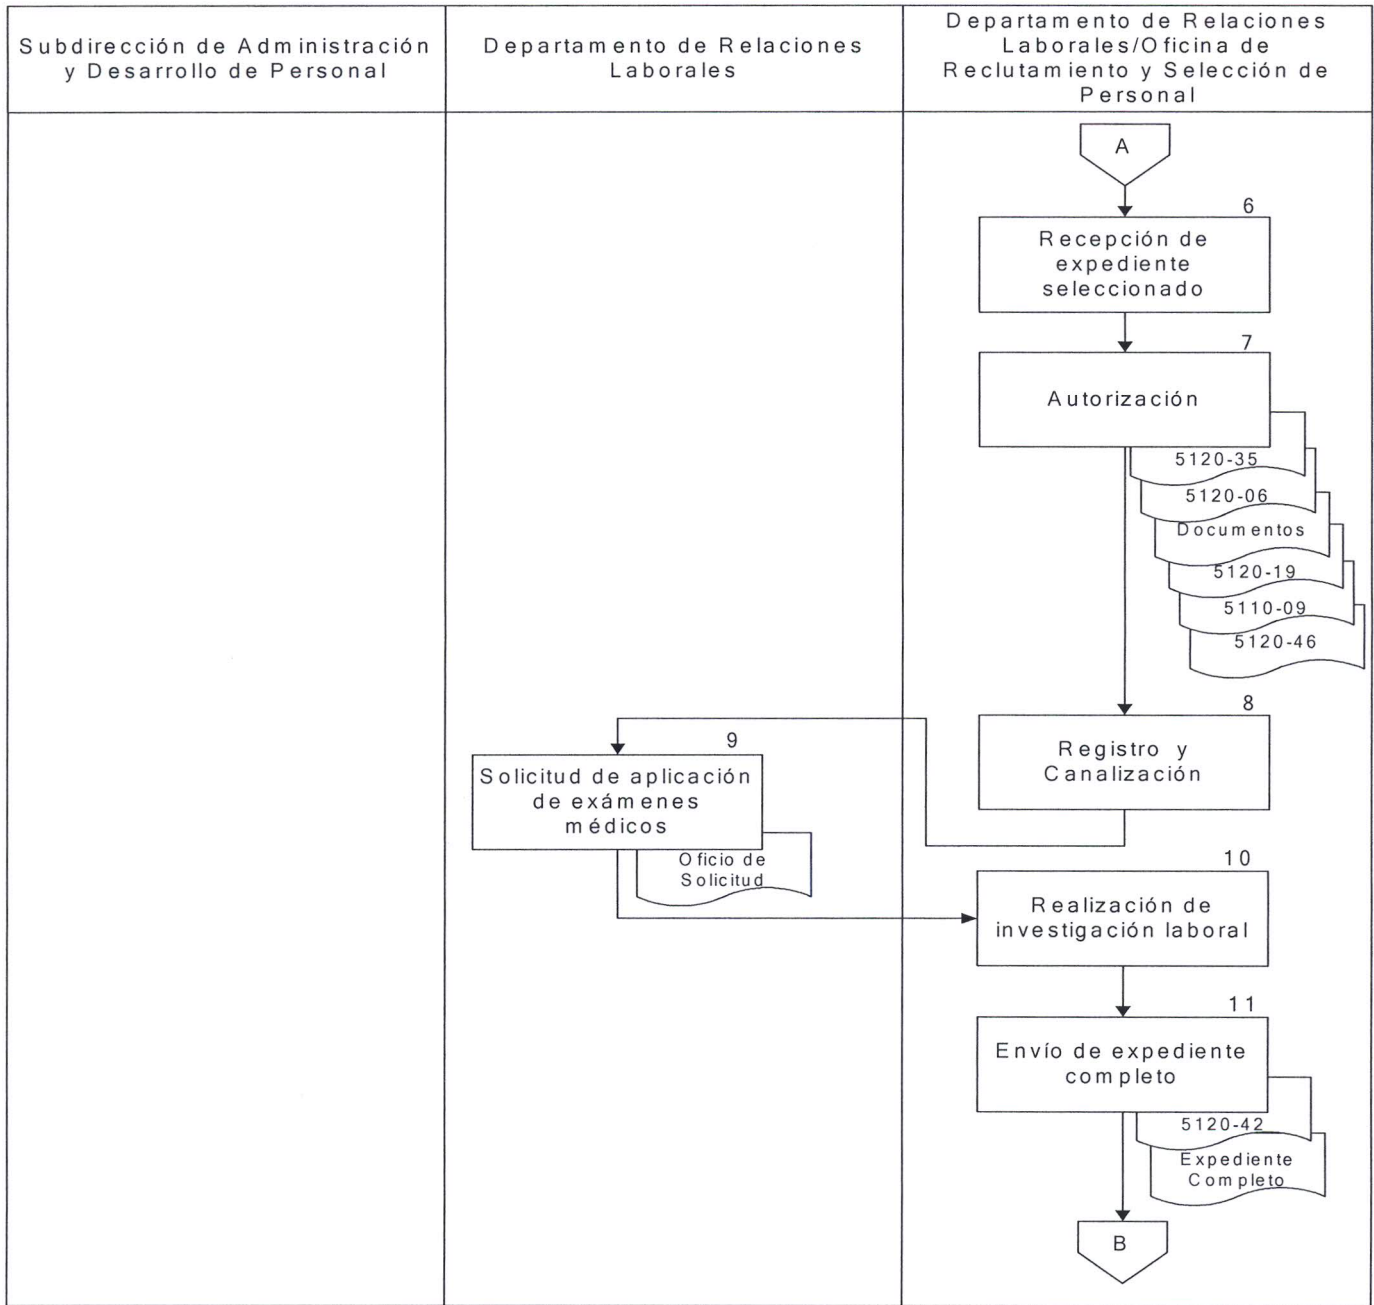 Subdirección de Administración
y Desarrollo de Personal
Departamento de Relaciones
Laborales
Departamento de Relaciones
Laborales/Oficina de
Reclutamiento y Selección de
Personal
A
6
Recepción de
expediente
seleccionado
7
Autorización
5120-35
5120-06
Documentos
5120-19
5110-09
5120-46
8
Registro y
Canalización
9
Solicitud de aplicación
de exámenes
médicos
Oficio de
Solicitud
10
Realización de
investigación laboral
11
Envío de expediente
completo
5120-42
Expediente
Completo
B